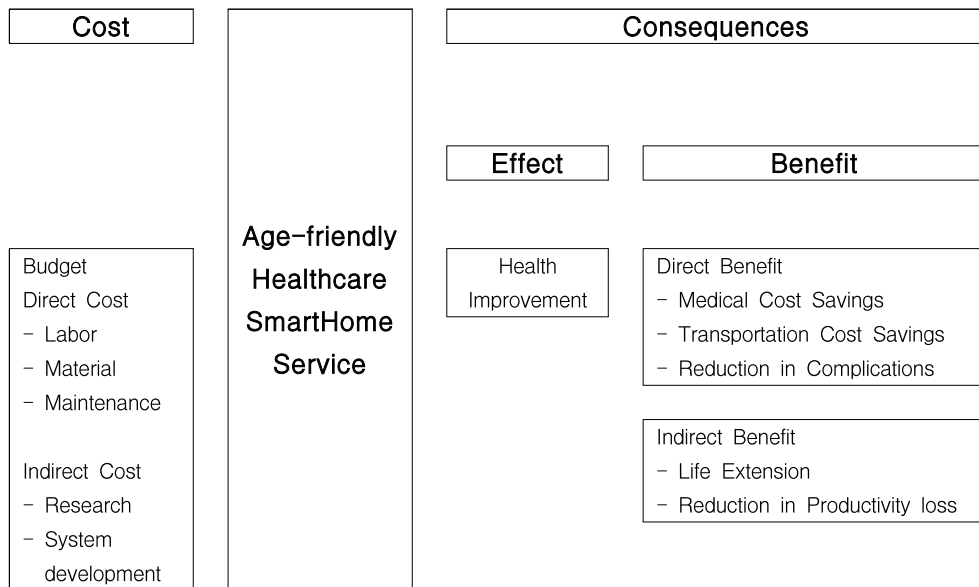 Cost
Consequences
Effect
Benefit
Age-friendly
Healthcare
SmartHome
Service
Budget
Direct Cost
- Labor
- Material
- Maintenance
Indirect Cost
- Research
- System
development
Health
Improvement
Direct Benefit
- Medical Cost Savings
- Transportation Cost Savings
- Reduction in Complications
Indirect Benefit
- Life Extension
- Reduction in Productivity loss